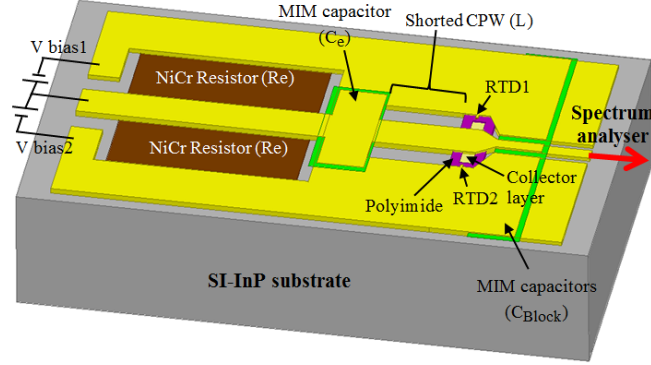 MIM capacitor
(Ce)
Shorted CPW (L)
V bias1
NiCr Resistor (Re)
RTD1
Spectrum
analyser
V bias2
NiCr Resistor (Re)
Collector
layer
Polyimide
RTD2
SI-InP substrate
MIM capacitors
(CBlock)